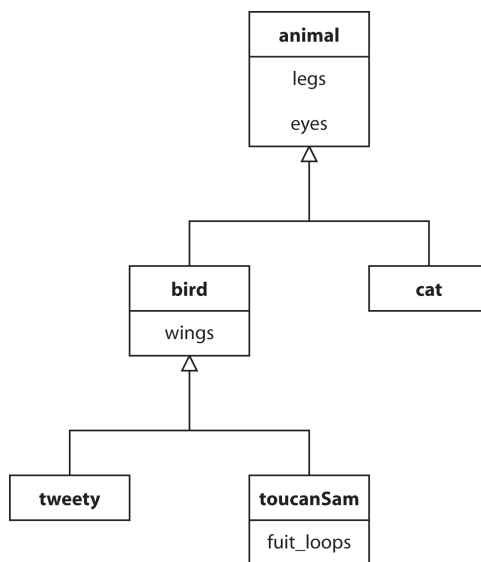 animal
legs
eyes
bird
wings
cat
tweety
toucanSam
fuit_loops